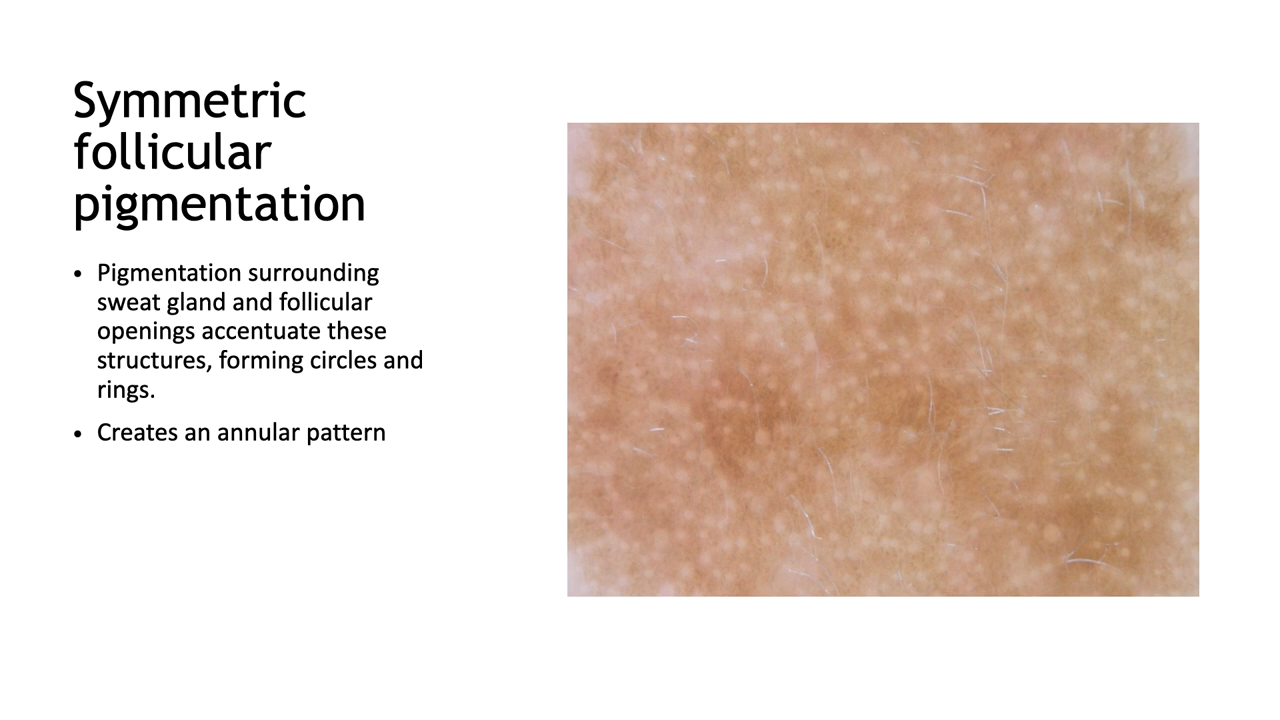 Symmetric
follicular
pigmentation
• Pigmentation surrounding
sweat gland and follicular
openings accentuate these
structures, forming circles and
rings.
• Creates an annular pattern